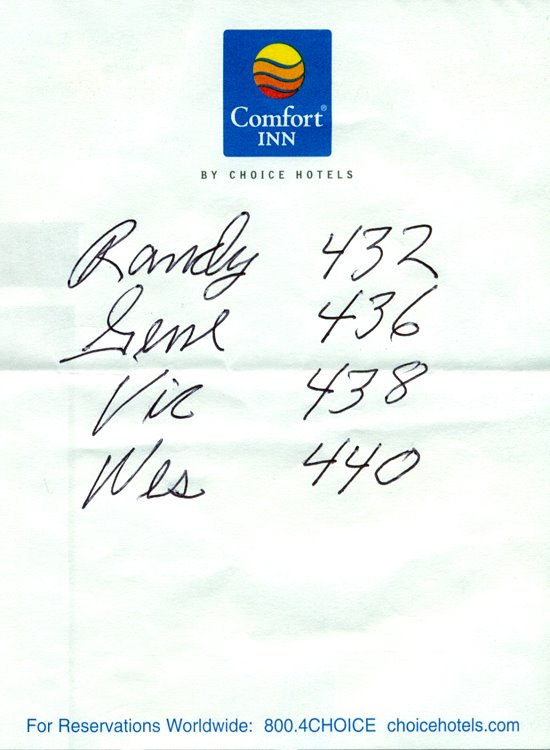 Comfort
INN
BY CHOICE HOTELS
Randy 432
Gene 436
Vic 438
Wes 440
For Reservations Worldwide: 800.4CHOICE choicehotels.com